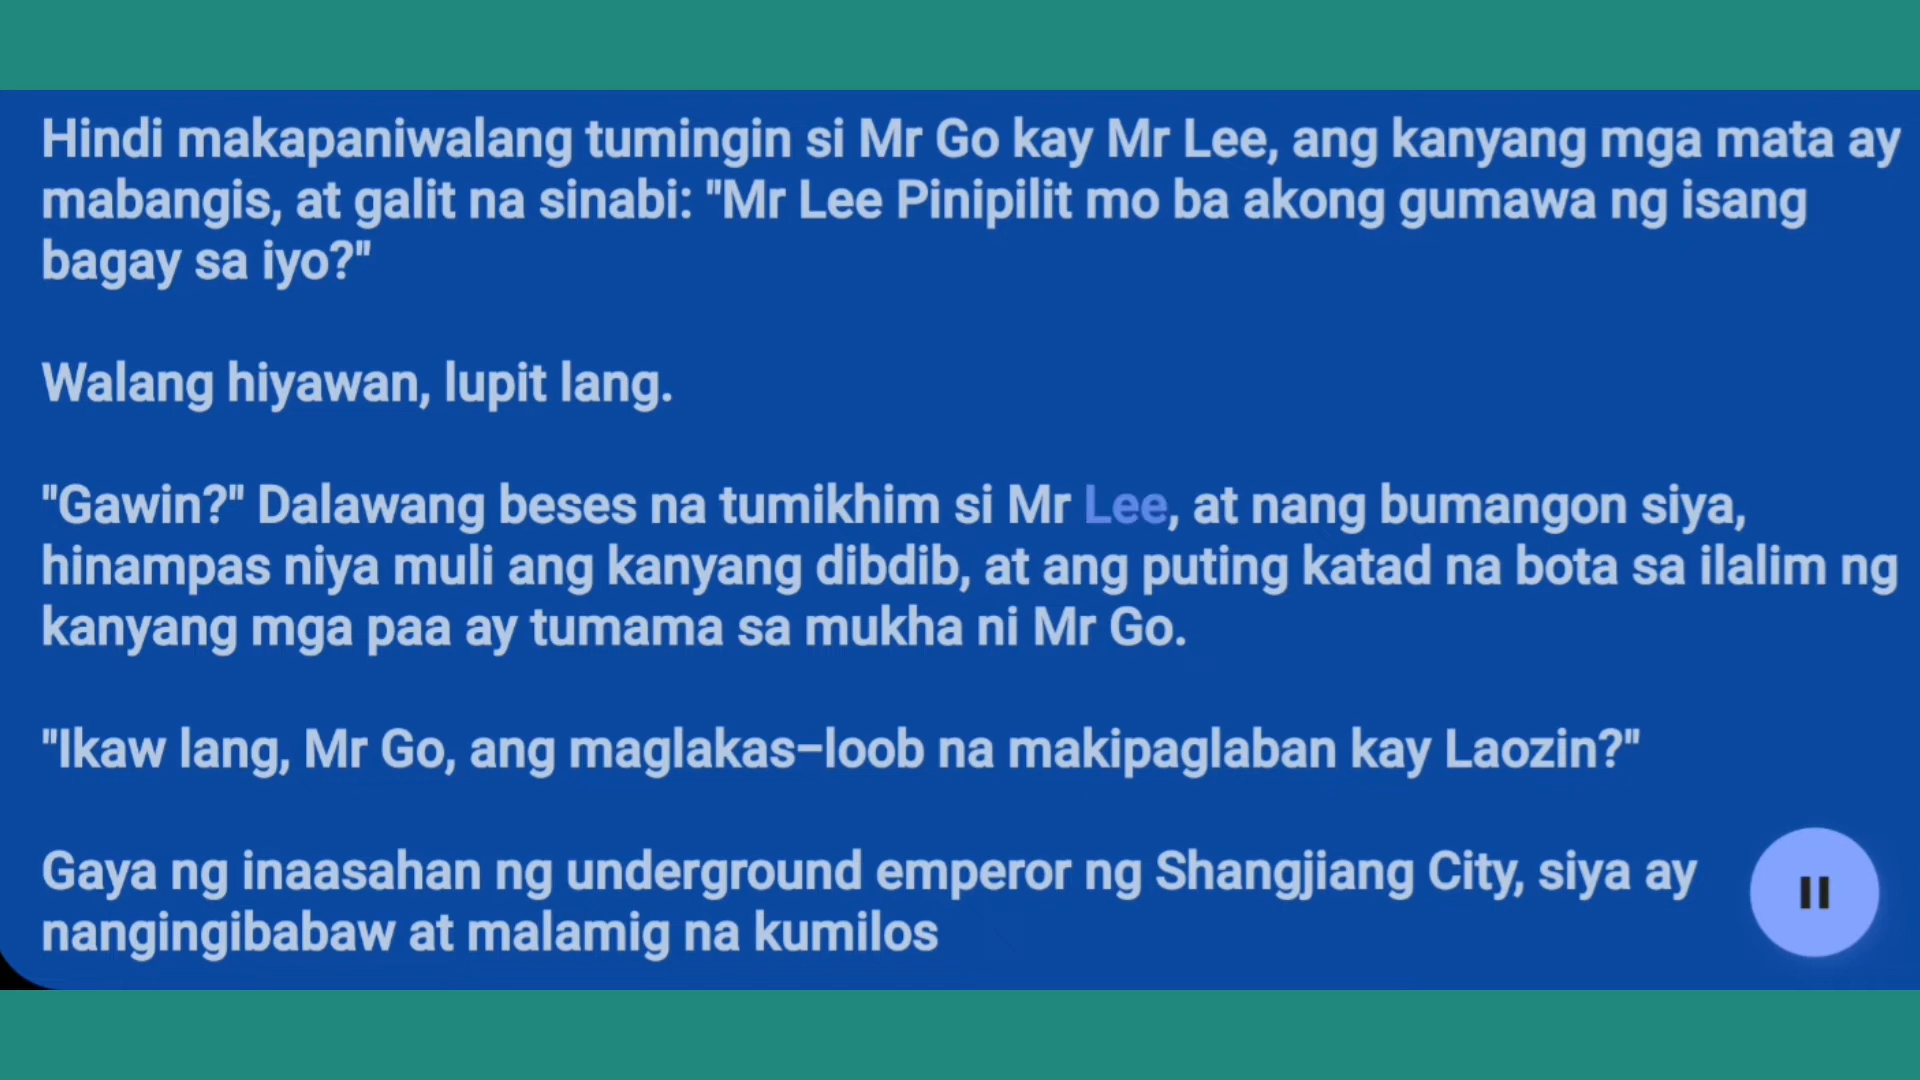 Hindi makapaniwalang tumingin si Mr Go kay Mr Lee, ang kanyang mga mata ay
mabangis, at galit na sinabi: "Mr Lee Pinipilit mo ba akong gumawa ng isang
bagay sa iyo?"
Walang hiyawan, lupit lang.
"Gawin?" Dalawang beses na tumikhim si Mr Lee, at nang bumangon siya,
hinampas niya muli ang kanyang dibdib, at ang puting katad na bota sa ilalim ng
kanyang mga paa ay tumama sa mukha ni Mr Go.
"Ikaw lang, Mr Go, ang maglakas-loob na makipaglaban kay Laozin?"
Gaya ng inaasahan ng underground emperor ng Shangjiang City, siya ay
nangingibabaw at malamig na kumilos